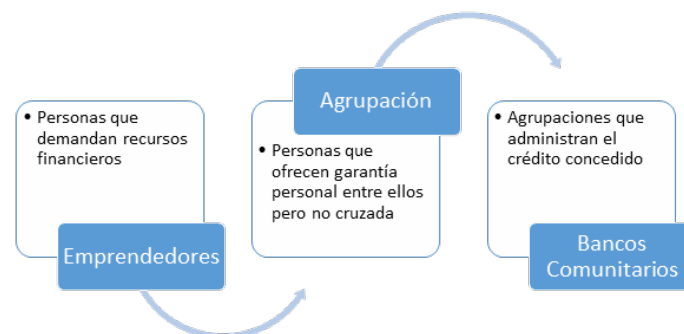 • Personas que
demandan recursos
financieros
Emprendedores
Agrupación
• Personas que
ofrecen garantía
personal entre ellos
pero no cruzada
• Agrupaciones que
administran el
crédito concedido
Bancos
Comunitarios